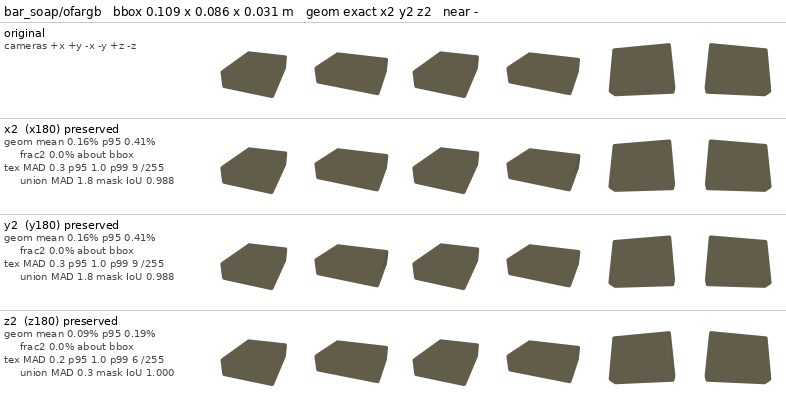 bar_soap/ofargb   bbox 0.109 x 0.086 x 0.031 m   geom exact x2 y2 z2   near -
original
cameras +x +y -x -y +z -z
x2  (x180) preserved
geom mean 0.16% p95 0.41%
frac2 0.0% about bbox
tex MAD 0.3 p95 1.0 p99 9 /255
union MAD 1.8 mask IoU 0.988
y2  (y180) preserved
geom mean 0.16% p95 0.41%
frac2 0.0% about bbox
tex MAD 0.3 p95 1.0 p99 9 /255
union MAD 1.8 mask IoU 0.988
z2  (z180) preserved
geom mean 0.09% p95 0.19%
frac2 0.0% about bbox
tex MAD 0.2 p95 1.0 p99 6 /255
union MAD 0.3 mask IoU 1.000